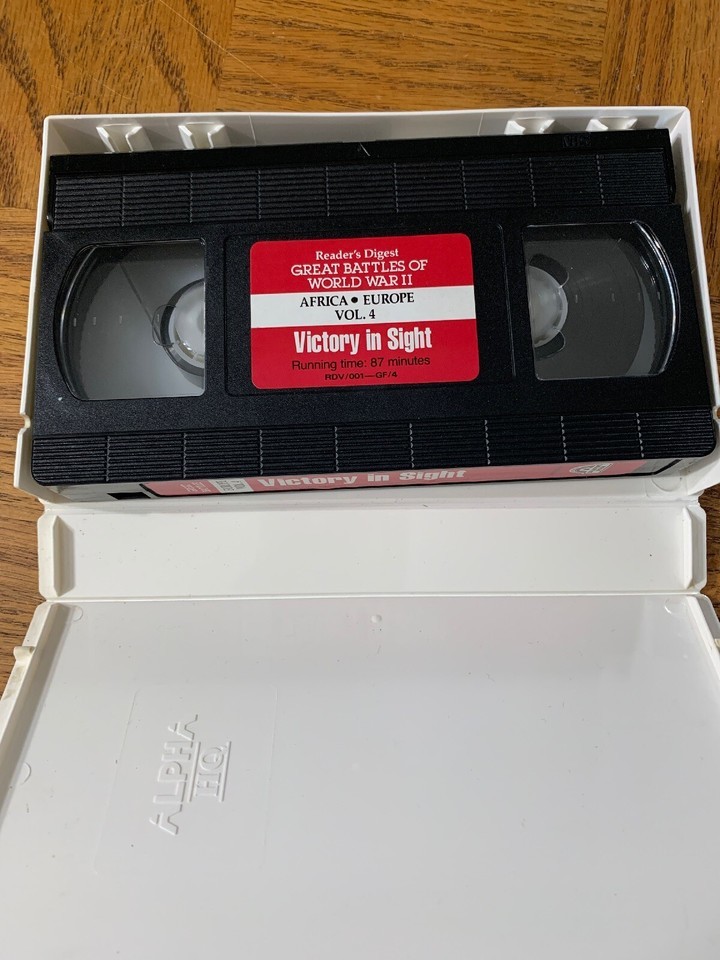 VHS
Reader's Digest
GREAT BATTLES OF
WORLD WAR II
AFRICA • EUROPE
VOL. 4
Victory in Sight
Running time: 87 minutes
RDV/001—GF/4
Victory in Sight
ALPHA
HQ